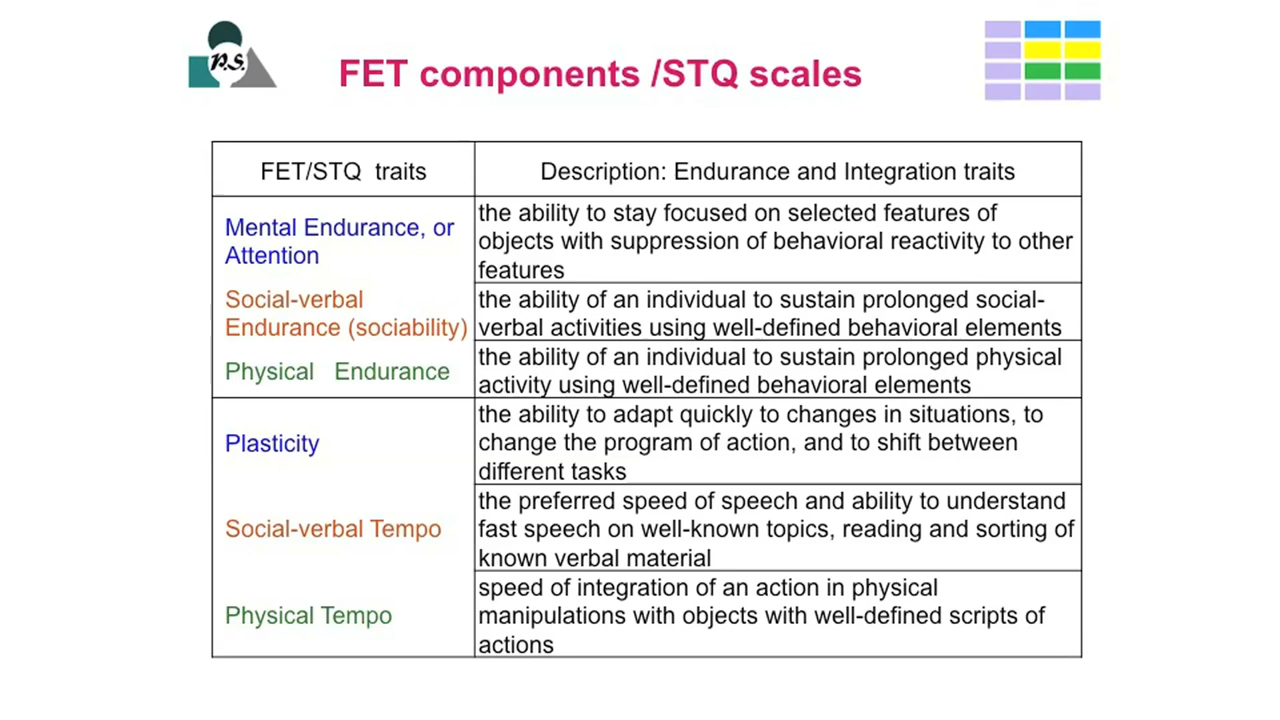 P.S.
FET components /STQ scales
FET/STQ traits
Description: Endurance and Integration traits
Mental Endurance, or
Attention
the ability to stay focused on selected features of
objects with suppression of behavioral reactivity to other
features
Social-verbal
Endurance (sociability)
the ability of an individual to sustain prolonged social-
verbal activities using well-defined behavioral elements
Physical Endurance
the ability of an individual to sustain prolonged physical
activity using well-defined behavioral elements
Plasticity
the ability to adapt quickly to changes in situations, to
change the program of action, and to shift between
different tasks
Social-verbal Tempo
the preferred speed of speech and ability to understand
fast speech on well-known topics, reading and sorting of
known verbal material
Physical Tempo
speed of integration of an action in physical
manipulations with objects with well-defined scripts of
actions